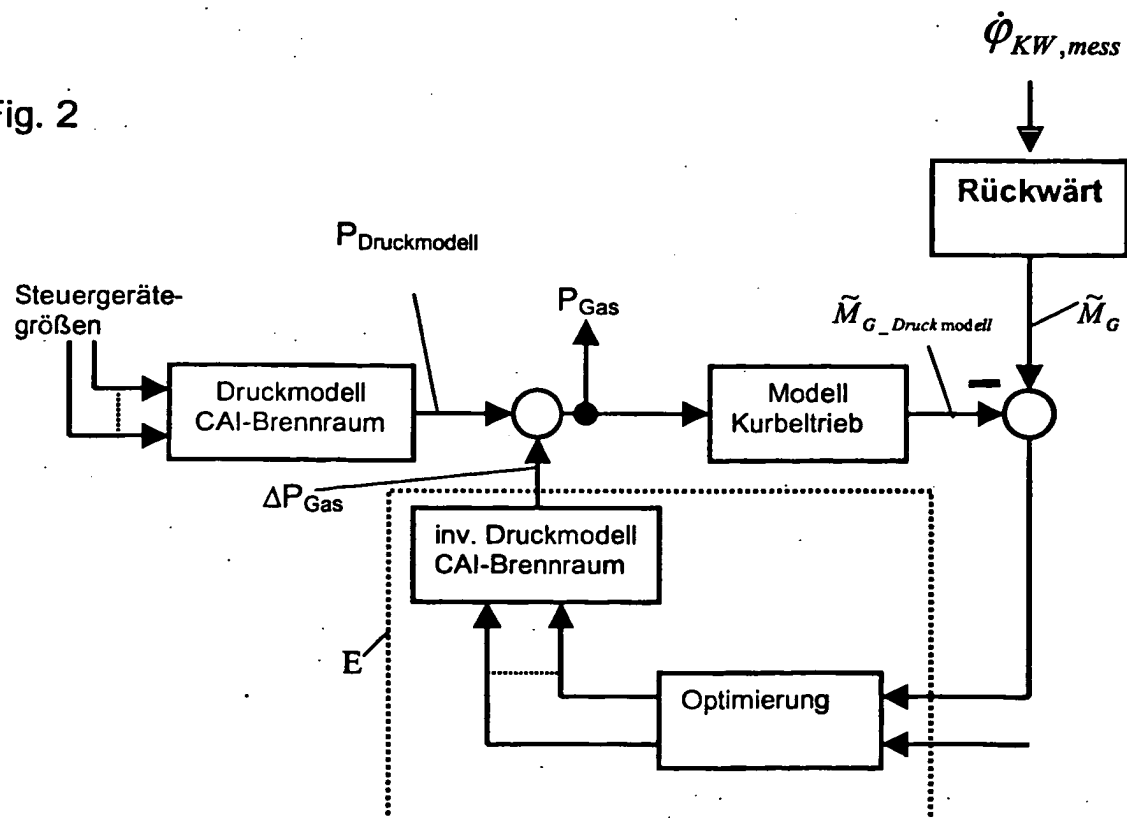 φ̇KW,mess
Fig. 2
Rückwärt
PDruckmodell
Steuergeräte-
größen
PGas
M̃G_Druckmodell
M̃G
Druckmodell
CAI-Brennraum
Modell
Kurbeltrieb
ΔPGas
inv. Druckmodell
CAI-Brennraum
E
Optimierung